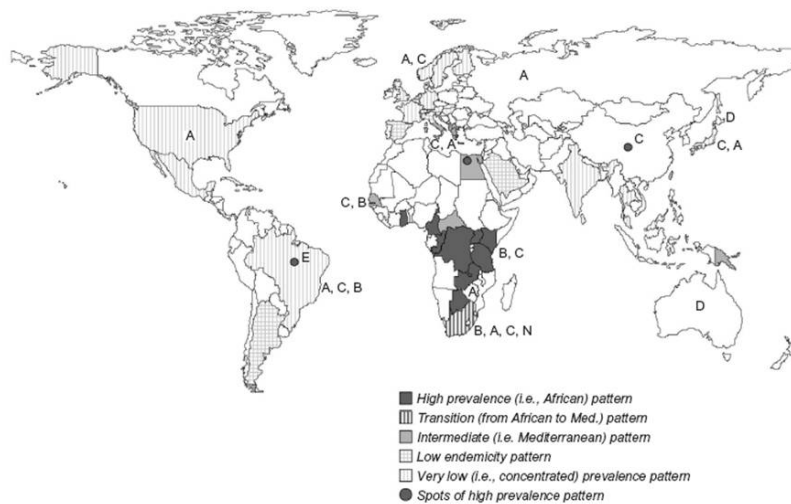 A, C
A
A
D
C
C, A
C, A
C, B
E
B, C
A, C, B
A
D
B, A, C, N
High prevalence (i.e., African) pattern
Transition (from African to Med.) pattern
Intermediate (i.e. Mediterranean) pattern
Low endemicity pattern
Very low (i.e., concentrated) prevalence pattern
Spots of high prevalence pattern